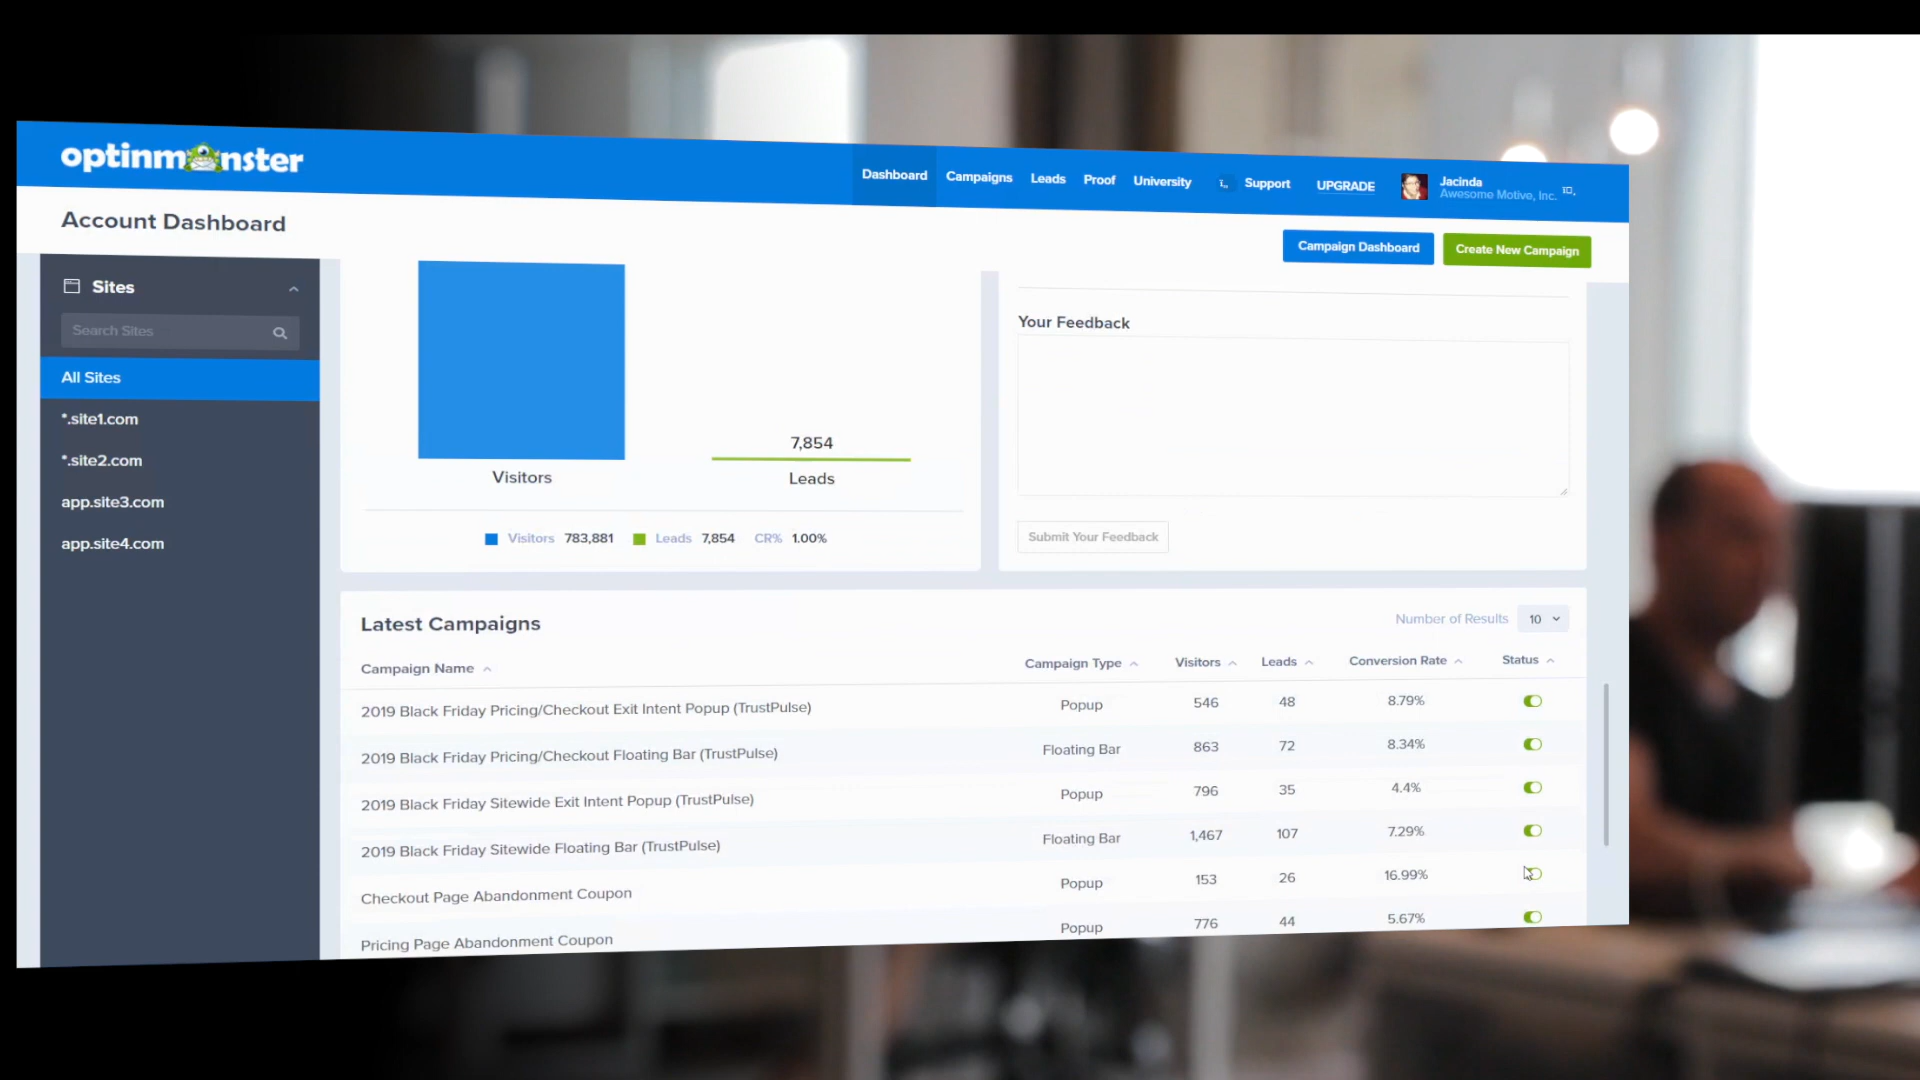 optinmonster
Dashboard Campaigns Leads Proof University Support UPGRADE Jacinda
Awesome Motive, Inc.
Account Dashboard
Campaign Dashboard Create New Campaign
Sites
Search Sites
All Sites
*.site1.com
*.site2.com
app.site3.com
app.site4.com
7,854
Visitors Leads
Visitors 783,881 Leads 7,854 CR% 1.00%
Your Feedback
Submit Your Feedback
Latest Campaigns
Number of Results 10
Campaign Name Campaign Type Visitors Leads Conversion Rate Status
2019 Black Friday Pricing/Checkout Exit Intent Popup (TrustPulse) Popup 546 48 8.79%
2019 Black Friday Pricing/Checkout Floating Bar (TrustPulse) Floating Bar 863 72 8.34%
2019 Black Friday Sitewide Exit Intent Popup (TrustPulse) Popup 796 35 4.4%
2019 Black Friday Sitewide Floating Bar (TrustPulse) Floating Bar 1,467 107 7.29%
Checkout Page Abandonment Coupon Popup 153 26 16.99%
Pricing Page Abandonment Coupon Popup 776 44 5.67%